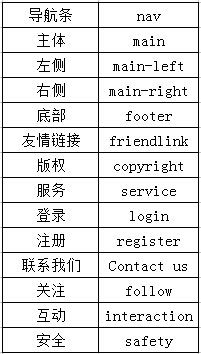 导航条 nav
主体 main
左侧 main-left
右侧 main-right
底部 footer
友情链接 friendlink
版权 copyright
服务 service
登录 login
注册 register
联系我们 Contact us
关注 follow
互动 interaction
安全 safety